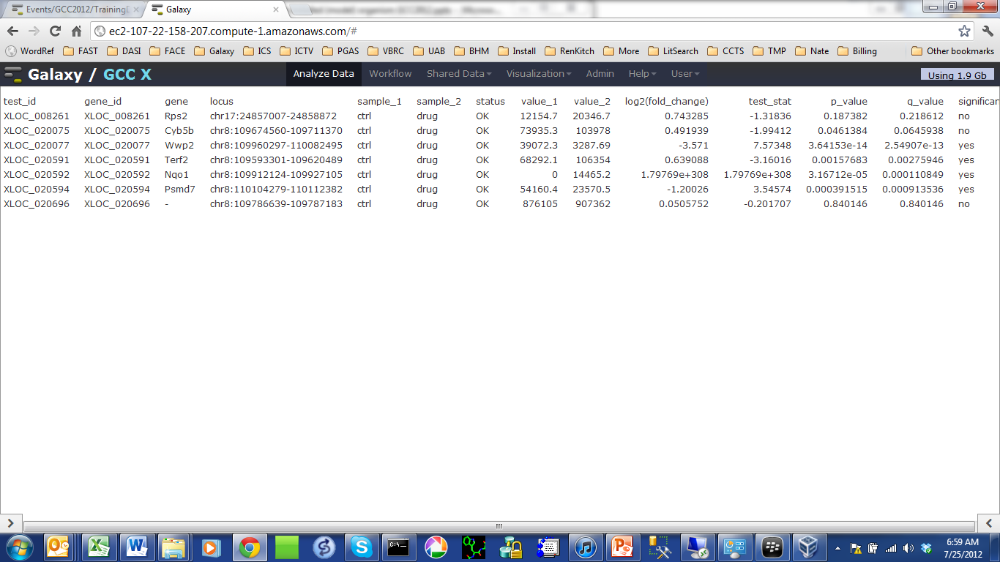 Events/GCC2012/TrainingD
Galaxy
ec2-107-22-158-207.compute-1.amazonaws.com/#
WordRef FAST DASI FACE Galaxy ICS ICTV PGAS VBRC UAB BHM Install RenKitch More LitSearch CCTS TMP Nate Billing Other bookmarks
Galaxy / GCC X Analyze Data Workflow Shared Data Visualization Admin Help User Using 1.9 Gb
test_id gene_id gene locus sample_1 sample_2 status value_1 value_2 log2(fold_change) test_stat p_value q_value significan
XLOC_008261 XLOC_008261 Rps2 chr17:24857007-24858872 ctrl drug OK 12154.7 20346.7 0.743285 -1.31836 0.187382 0.218612 no
XLOC_020075 XLOC_020075 Cyb5b chr8:109674560-109711370 ctrl drug OK 73935.3 103978 0.491939 -1.99412 0.0461384 0.0645938 no
XLOC_020077 XLOC_020077 Wwp2 chr8:109960297-110082495 ctrl drug OK 39072.3 3287.69 -3.571 7.57348 3.64153e-14 2.54907e-13 yes
XLOC_020591 XLOC_020591 Terf2 chr8:109593301-109620489 ctrl drug OK 68292.1 106354 0.639088 -3.16016 0.00157683 0.00275946 yes
XLOC_020592 XLOC_020592 Nqo1 chr8:109912124-109927105 ctrl drug OK 0 14465.2 1.79769e+308 1.79769e+308 3.16712e-05 0.000110849 yes
XLOC_020594 XLOC_020594 Psmd7 chr8:110104279-110112382 ctrl drug OK 54160.4 23570.5 -1.20026 3.54574 0.000391515 0.000913536 yes
XLOC_020696 XLOC_020696 - chr8:109786639-109787183 ctrl drug OK 876105 907362 0.0505752 -0.201707 0.840146 0.840146 no
6:59 AM
7/25/2012